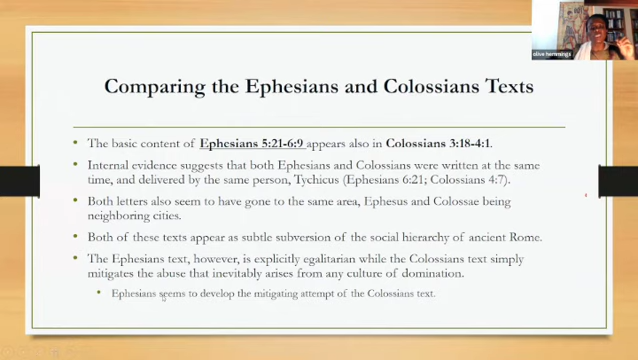 olive hemmings
Comparing the Ephesians and Colossians Texts
• The basic content of Ephesians 5:21-6:9 appears also in Colossians 3:18-4:1.
• Internal evidence suggests that both Ephesians and Colossians were written at the same
time, and delivered by the same person, Tychicus (Ephesians 6:21; Colossians 4:7).
• Both letters also seem to have gone to the same area, Ephesus and Colossae being
neighboring cities.
• Both of these texts appear as subtle subversion of the social hierarchy of ancient Rome.
• The Ephesians text, however, is explicitly egalitarian while the Colossians text simply
mitigates the abuse that inevitably arises from any culture of domination.
• Ephesians seems to develop the mitigating attempt of the Colossians text.